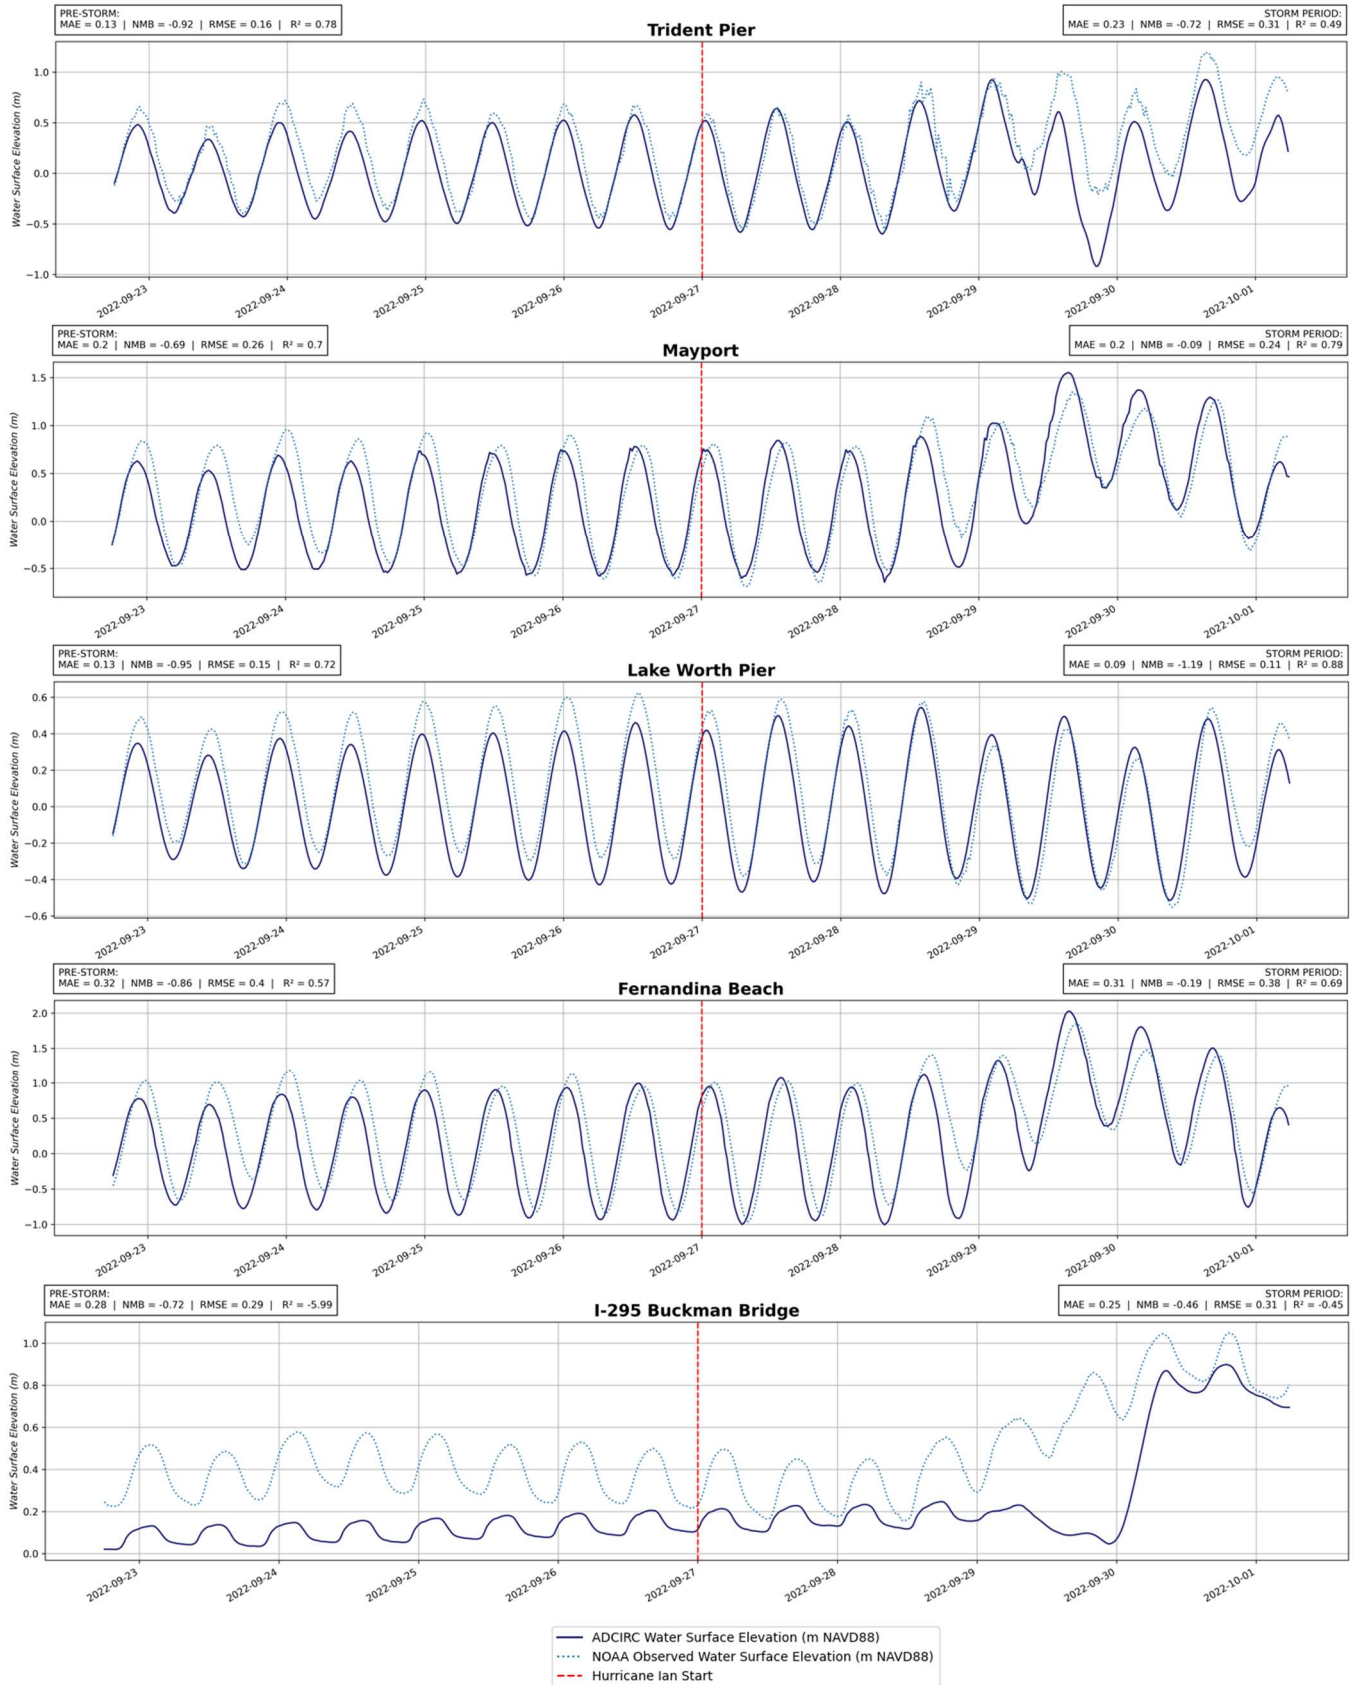 PRE-STORM:
MAE = 0.13 | NMB = -0.92 | RMSE = 0.16 | R² = 0.78
STORM PERIOD:
MAE = 0.23 | NMB = -0.72 | RMSE = 0.31 | R² = 0.49
Trident Pier
Water Surface Elevation (m)
1.0
0.5
0.0
−0.5
−1.0
2022-09-23 2022-09-24 2022-09-25 2022-09-26 2022-09-27 2022-09-28 2022-09-29 2022-09-30 2022-10-01
PRE-STORM:
MAE = 0.2 | NMB = -0.69 | RMSE = 0.26 | R² = 0.7
STORM PERIOD:
MAE = 0.2 | NMB = -0.09 | RMSE = 0.24 | R² = 0.79
Mayport
Water Surface Elevation (m)
1.5
1.0
0.5
0.0
−0.5
2022-09-23 2022-09-24 2022-09-25 2022-09-26 2022-09-27 2022-09-28 2022-09-29 2022-09-30 2022-10-01
PRE-STORM:
MAE = 0.13 | NMB = -0.95 | RMSE = 0.15 | R² = 0.72
STORM PERIOD:
MAE = 0.09 | NMB = -1.19 | RMSE = 0.11 | R² = 0.88
Lake Worth Pier
Water Surface Elevation (m)
0.6
0.4
0.2
0.0
−0.2
−0.4
−0.6
2022-09-23 2022-09-24 2022-09-25 2022-09-26 2022-09-27 2022-09-28 2022-09-29 2022-09-30 2022-10-01
PRE-STORM:
MAE = 0.32 | NMB = -0.86 | RMSE = 0.4 | R² = 0.57
STORM PERIOD:
MAE = 0.31 | NMB = -0.19 | RMSE = 0.38 | R² = 0.69
Fernandina Beach
Water Surface Elevation (m)
2.0
1.5
1.0
0.5
0.0
−0.5
−1.0
2022-09-23 2022-09-24 2022-09-25 2022-09-26 2022-09-27 2022-09-28 2022-09-29 2022-09-30 2022-10-01
PRE-STORM:
MAE = 0.28 | NMB = -0.72 | RMSE = 0.29 | R² = -5.99
STORM PERIOD:
MAE = 0.25 | NMB = -0.46 | RMSE = 0.31 | R² = -0.45
I-295 Buckman Bridge
Water Surface Elevation (m)
1.0
0.8
0.6
0.4
0.2
0.0
2022-09-23 2022-09-24 2022-09-25 2022-09-26 2022-09-27 2022-09-28 2022-09-29 2022-09-30 2022-10-01
ADCIRC Water Surface Elevation (m NAVD88)
NOAA Observed Water Surface Elevation (m NAVD88)
Hurricane Ian Start